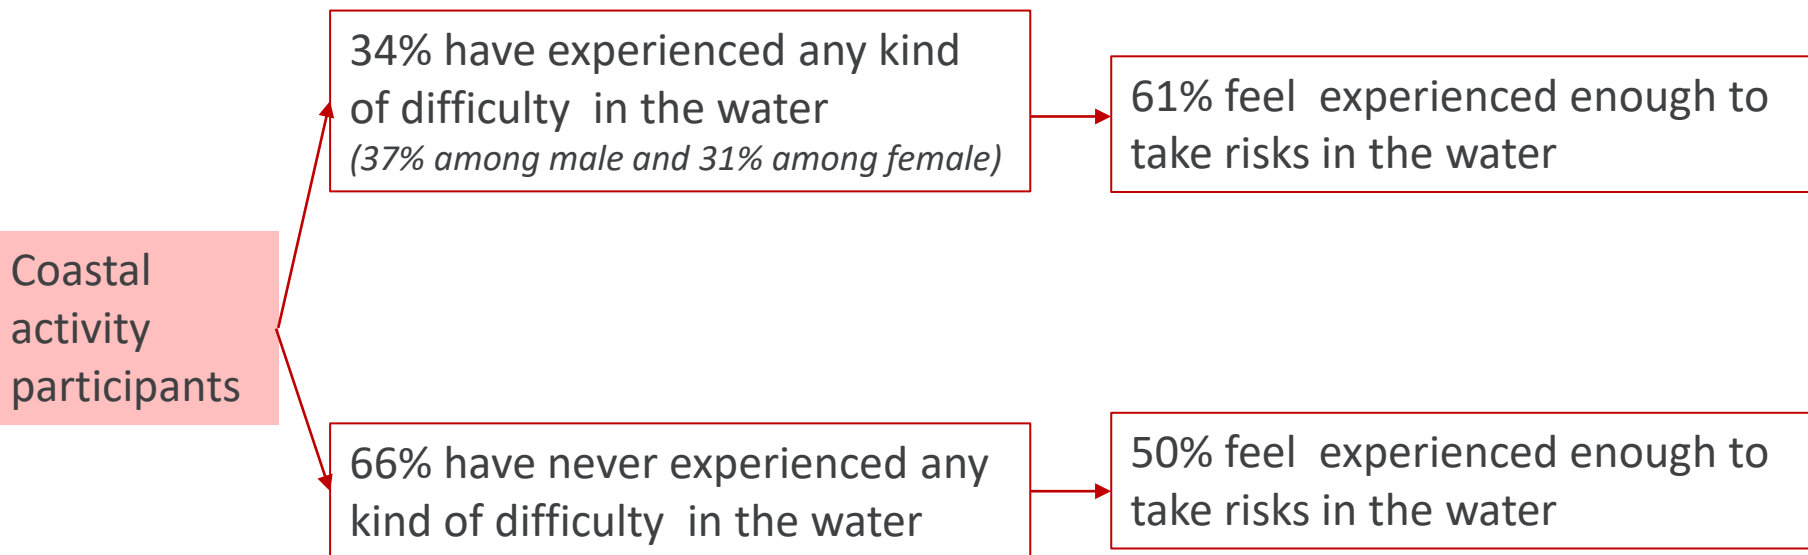 34% have experienced any kind
of difficulty  in the water
(37% among male and 31% among female)
61% feel  experienced enough to
take risks in the water
Coastal
activity
participants
66% have never experienced any
kind of difficulty  in the water
50% feel  experienced enough to
take risks in the water